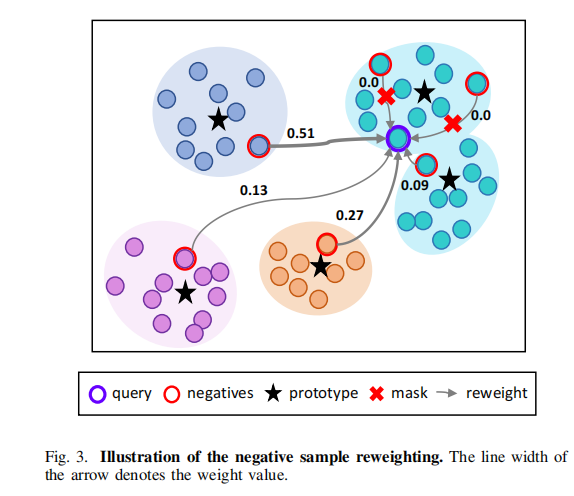 0.0
0.0
0.51
0.09
0.13
0.27
query negatives prototype mask reweight
Fig. 3. Illustration of the negative sample reweighting. The line width of
the arrow denotes the weight value.